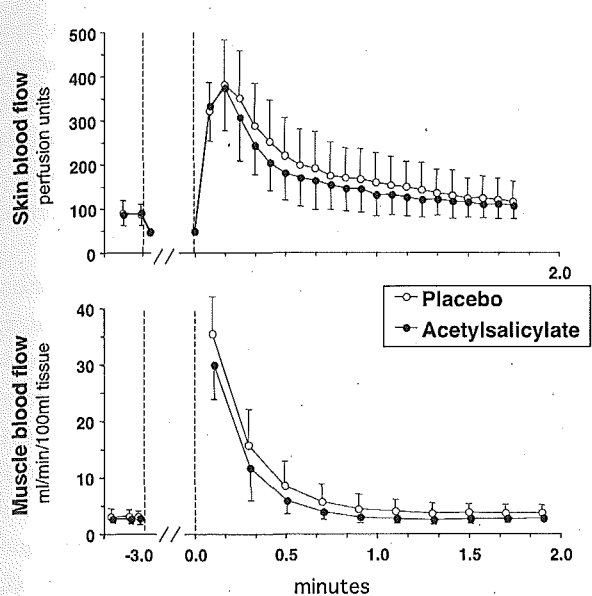 Skin blood flow
perfusion units
500
400
300
200
100
0
2.0
Placebo
Acetylsalicylate
Muscle blood flow
ml/min/100ml tissue
40
30
20
10
0
-3.0
0.0
0.5
1.0
1.5
2.0
minutes